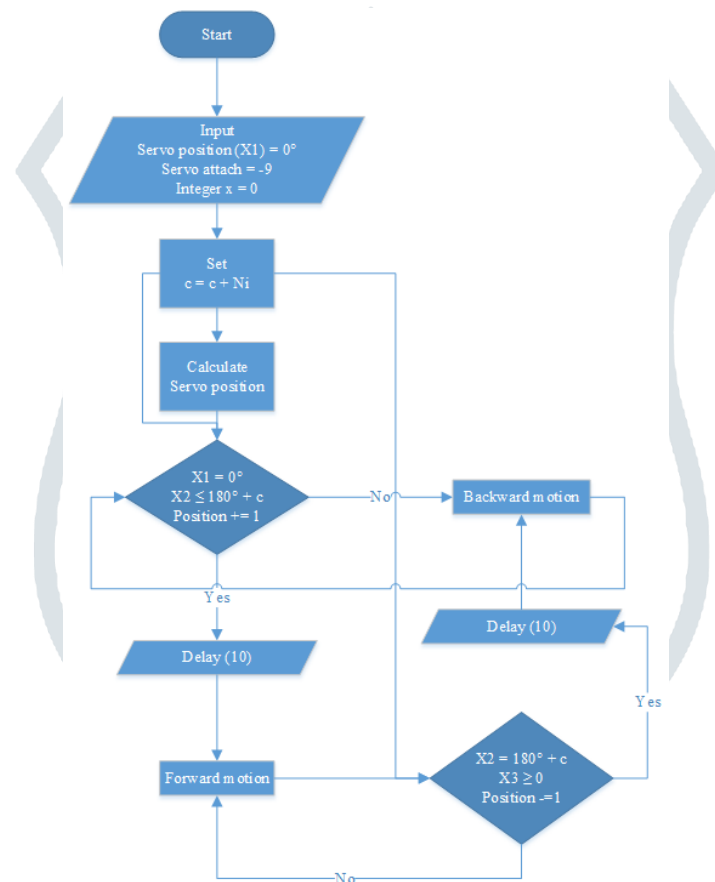 Start
Input
Servo position (X1) = 0°
Servo attach = -9
Integer x = 0
Set
c = c + Ni
Calculate
Servo position
X1 = 0°
X2 ≤ 180° + c
Position += 1
No
Backward motion
Yes
Delay (10)
Delay (10)
Yes
Forward motion
X2 = 180° + c
X3 ≥ 0
Position -=1
No